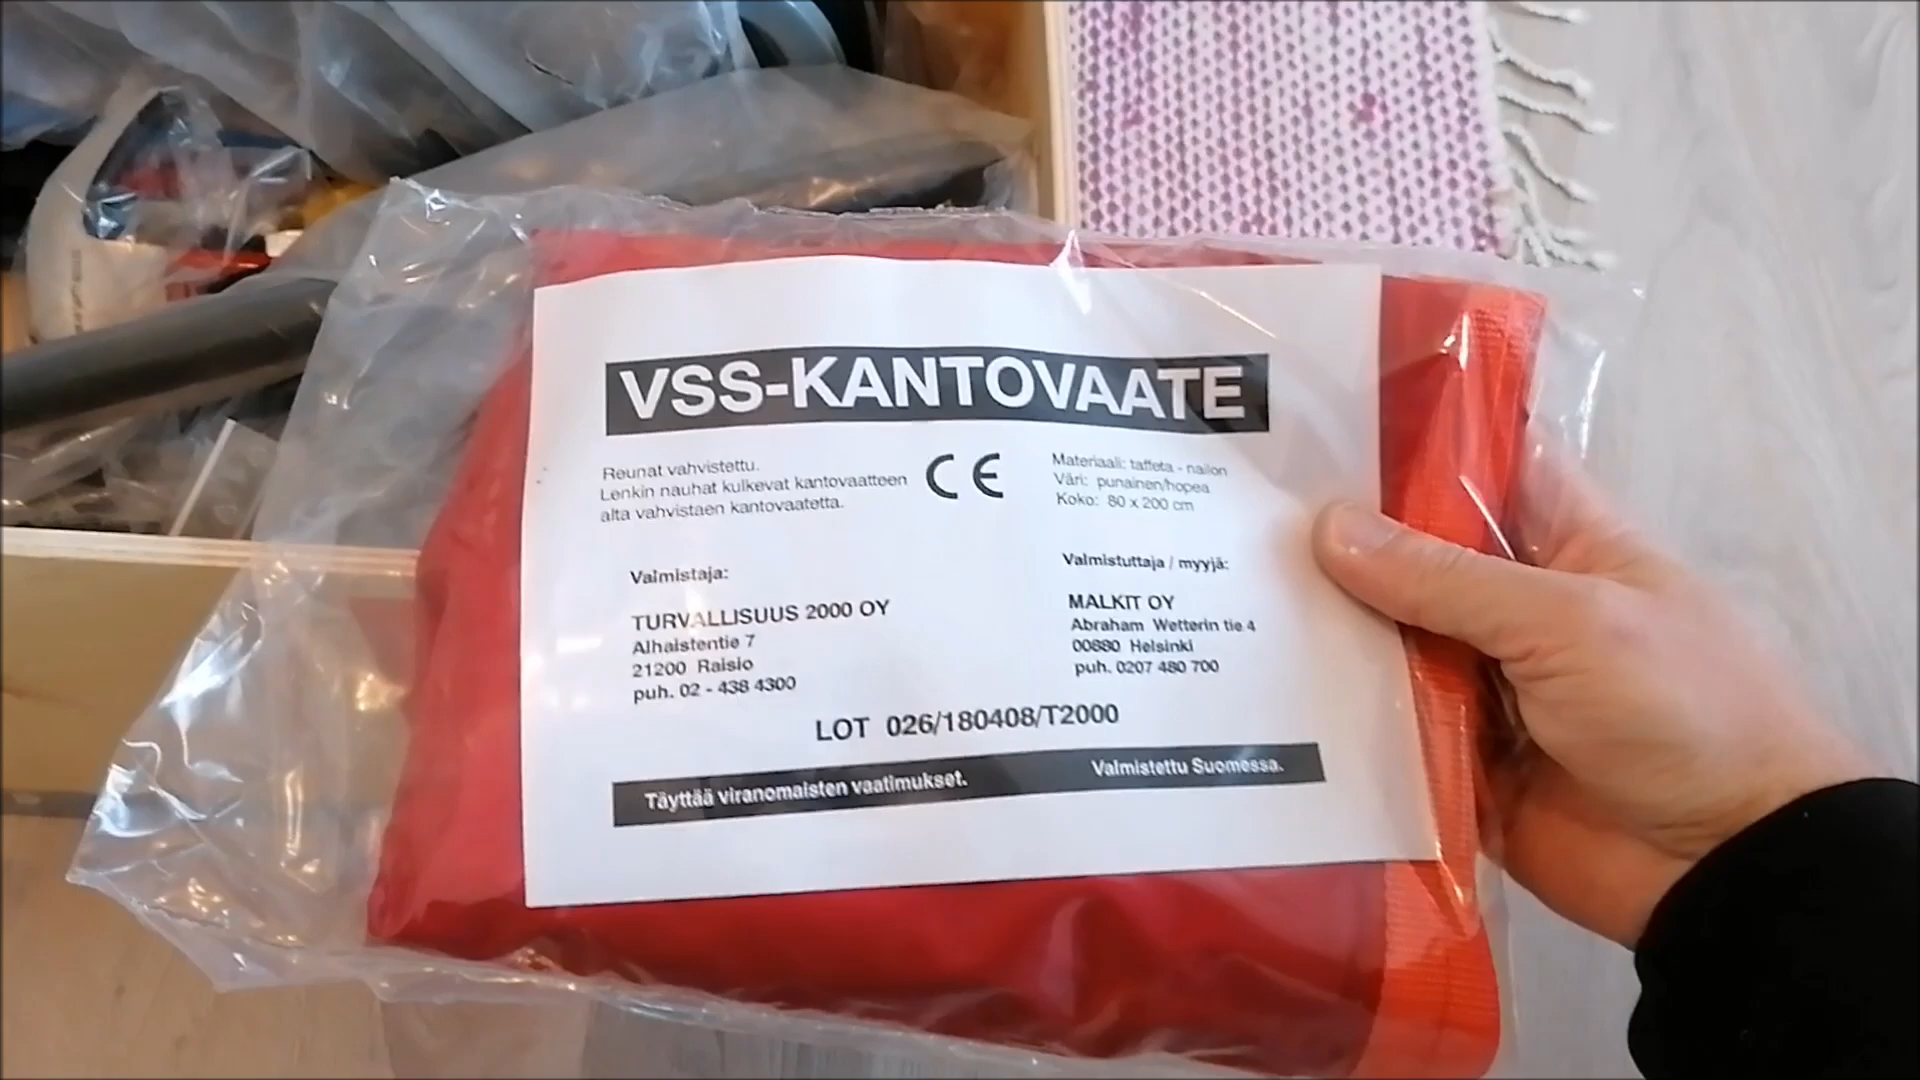 VSS-KANTOVAATE
Reunat vahvistettu.
Lenkin nauhat kulkevat kantovaatteen
alta vahvistaen kantovaatetta.
CE
Materiaali: taffeta - nailon
Väri: punainen/hopea
Koko: 80 x 200 cm
Valmistaja:
TURVALLISUUS 2000 OY
Alhaistentie 7
21200 Raisio
puh. 02 - 438 4300
Valmistuttaja / myyjä:
MALKIT OY
Abraham Wetterin tie 4
00880 Helsinki
puh. 0207 480 700
LOT 026/180408/T2000
Täyttää viranomaisten vaatimukset.
Valmistettu Suomessa.